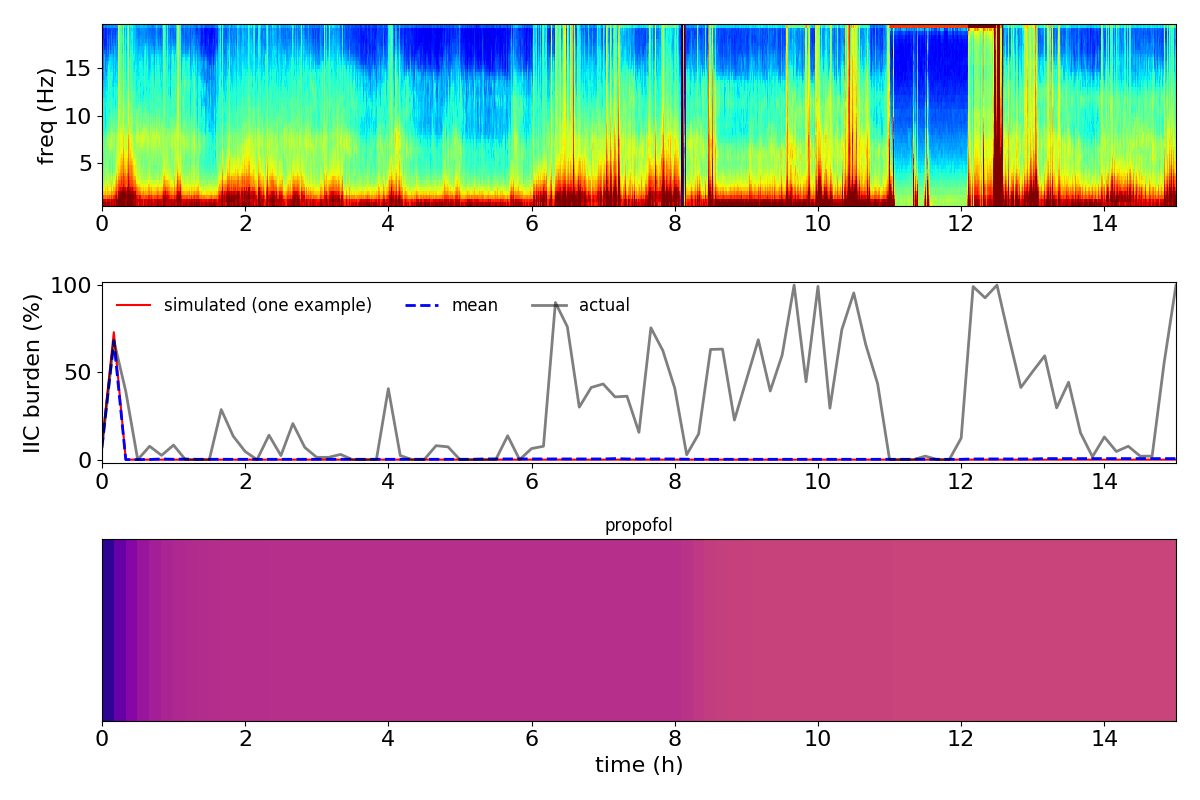 freq (Hz)
15
10
5
0 2 4 6 8 10 12 14
IIC burden (%)
100
50
0
simulated (one example) mean actual
0 2 4 6 8 10 12 14
propofol
0 2 4 6 8 10 12 14
time (h)